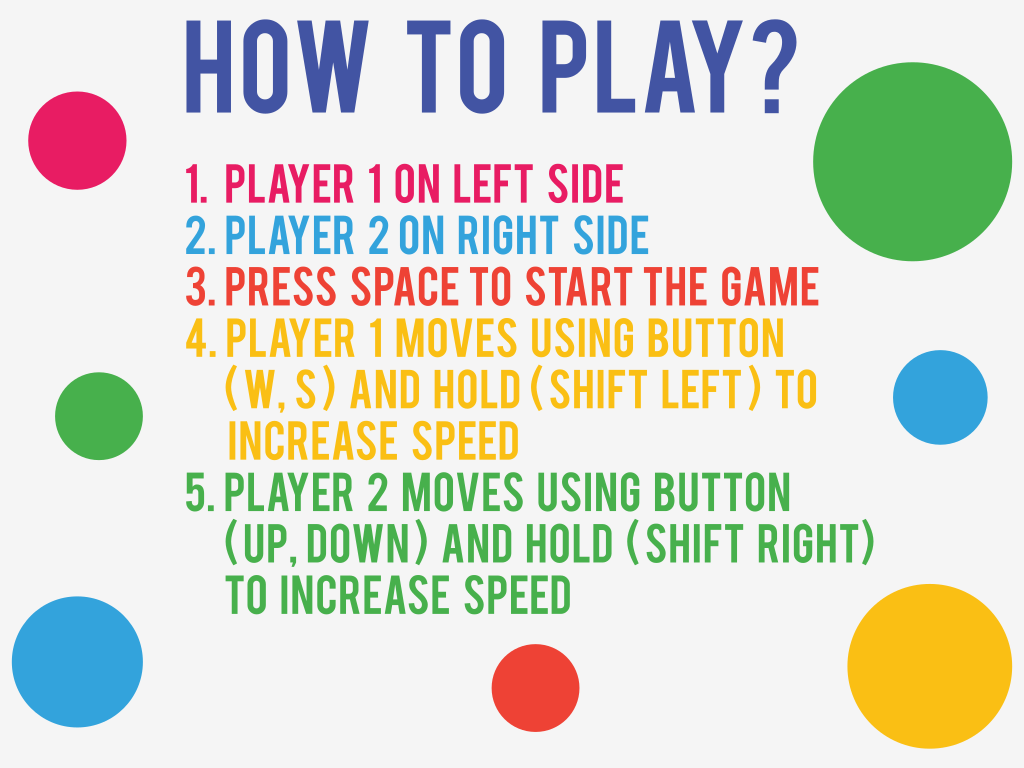 HOW TO PLAY?
1. PLAYER 1 ON LEFT SIDE
2. PLAYER 2 ON RIGHT SIDE
3. PRESS SPACE TO START THE GAME
4. PLAYER 1 MOVES USING BUTTON
(W, S) AND HOLD (SHIFT LEFT) TO
INCREASE SPEED
5. PLAYER 2 MOVES USING BUTTON
(UP, DOWN) AND HOLD (SHIFT RIGHT)
TO INCREASE SPEED